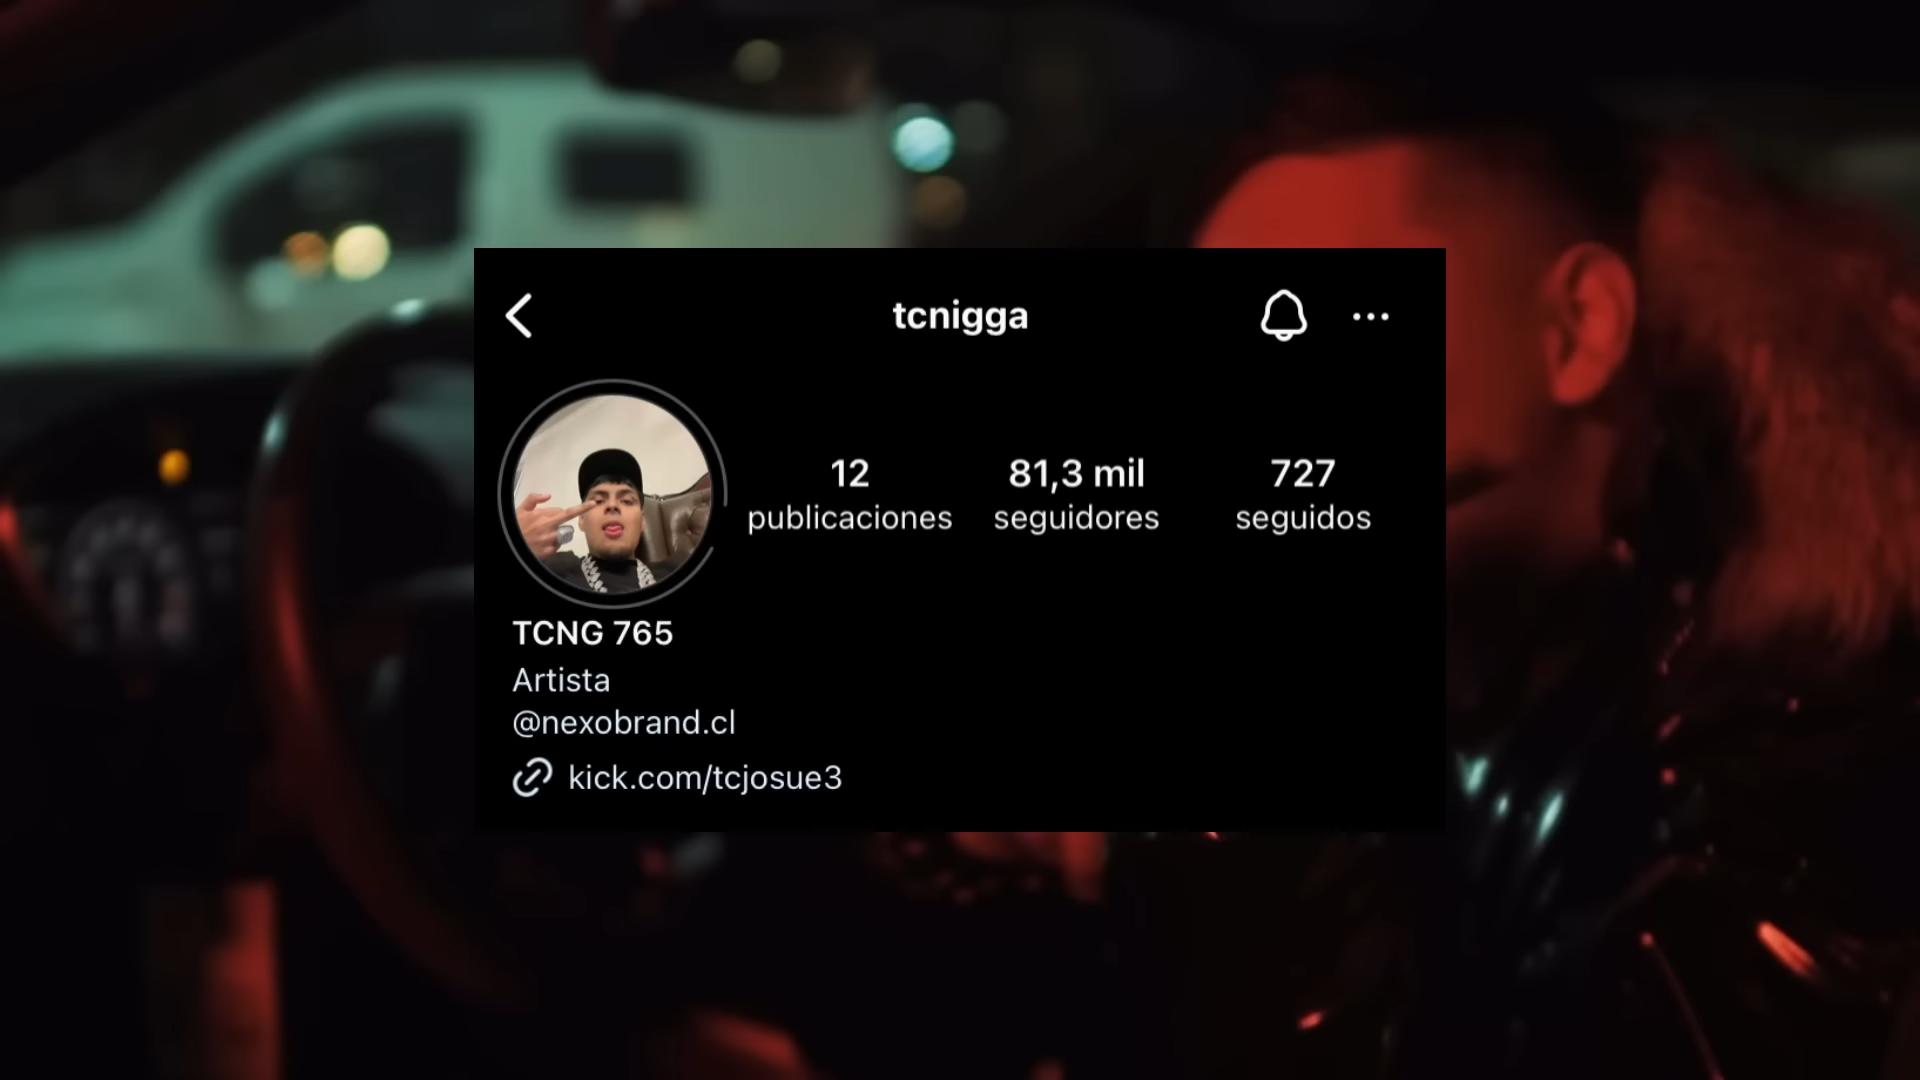 tcnigga
12
81,3 mil
727
publicaciones
seguidores
seguidos
TCNG 765
Artista
@nexobrand.cl
kick.com/tcjosue3